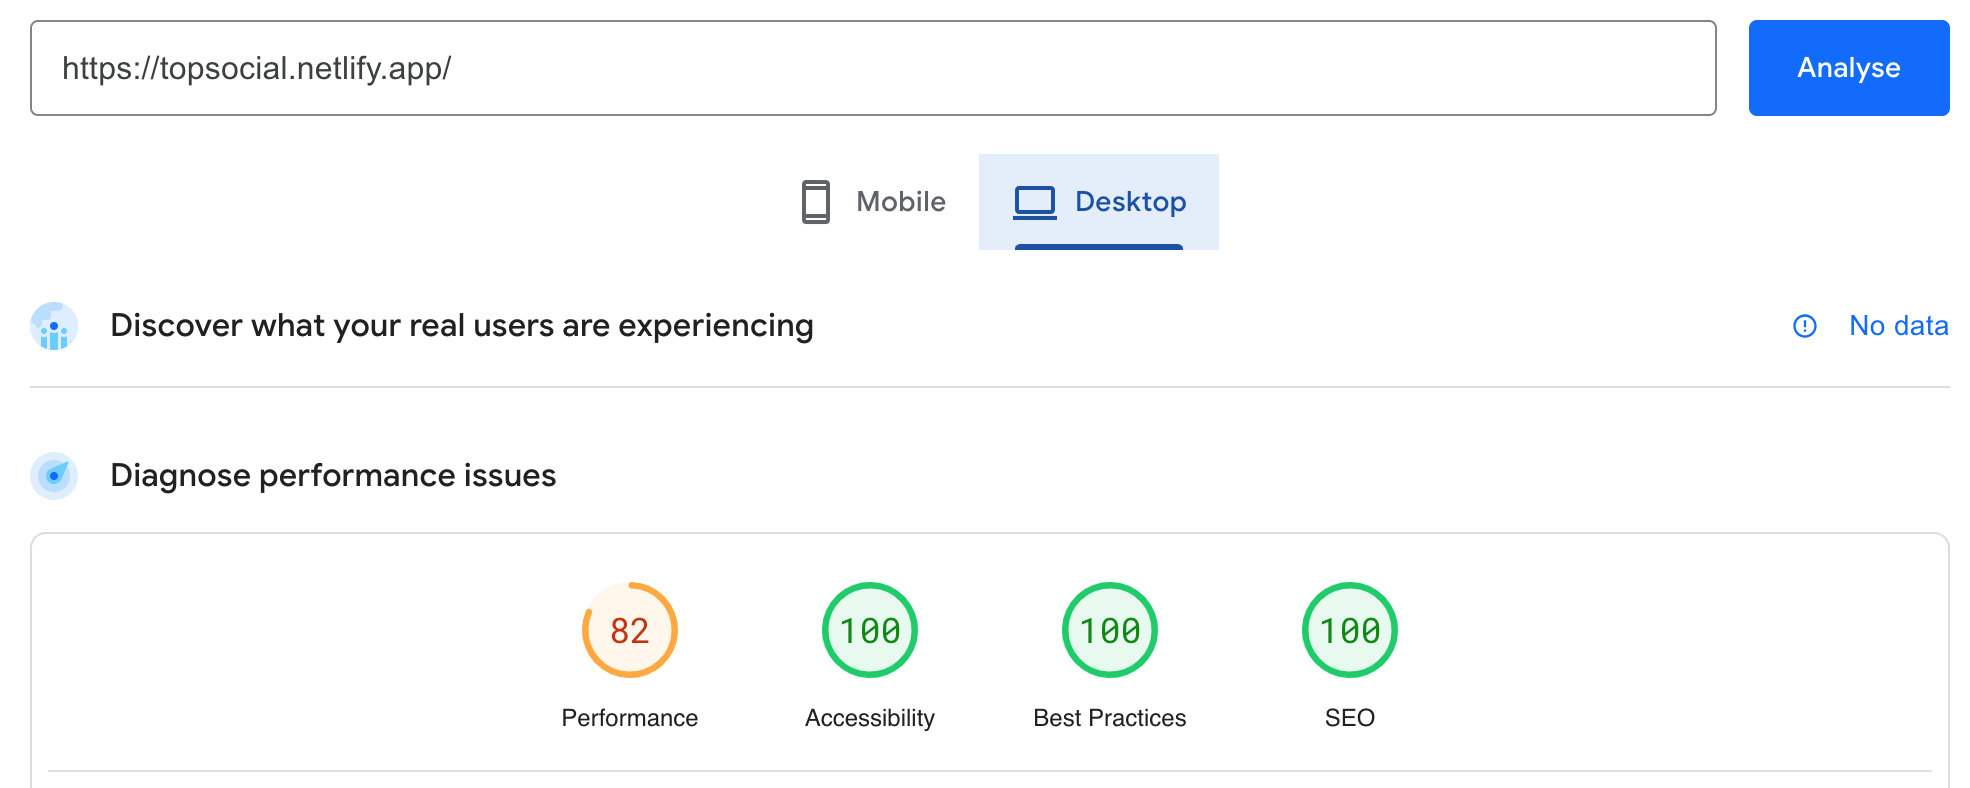 https://topsocial.netlify.app/
Analyse
Mobile
Desktop
Discover what your real users are experiencing
No data
Diagnose performance issues
82
100
100
100
Performance
Accessibility
Best Practices
SEO